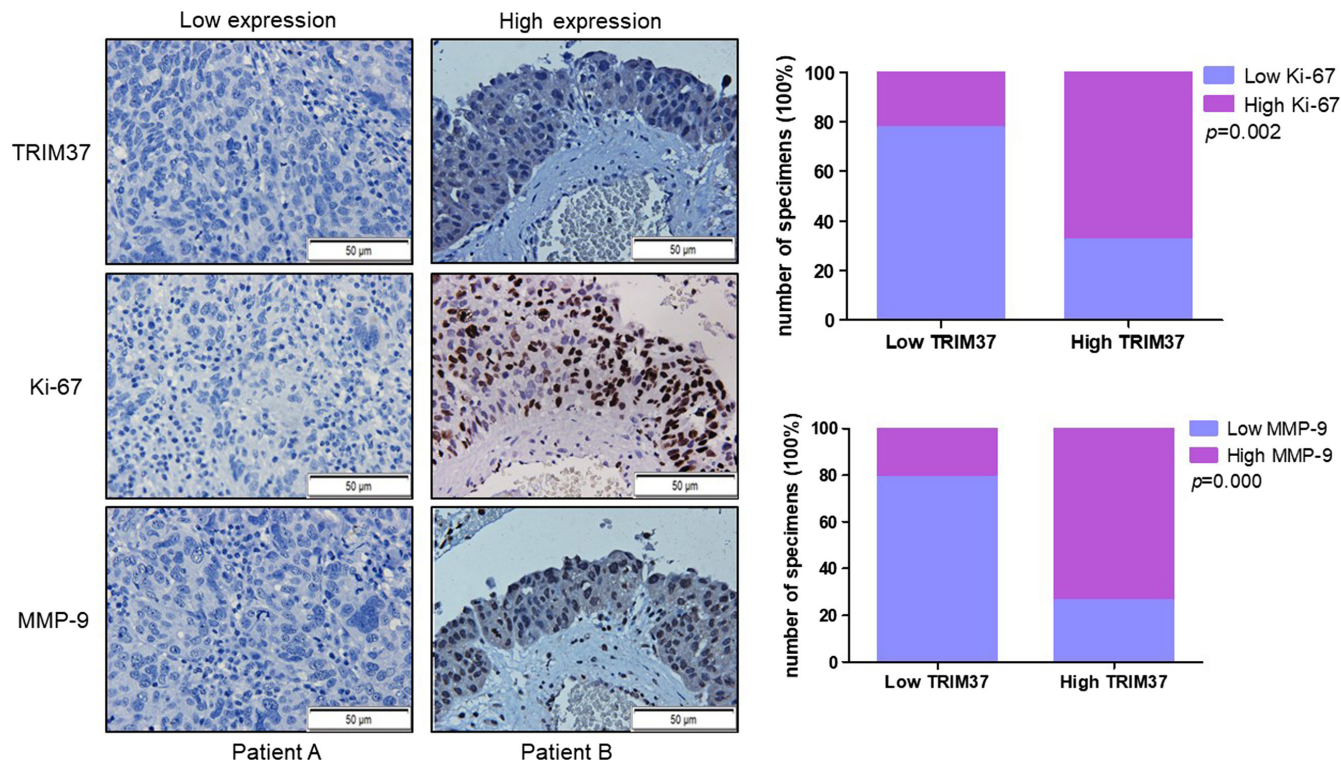 Low expression
High expression
TRIM37
50 µm
50 µm
Ki-67
50 µm
50 µm
MMP-9
50 µm
50 µm
Patient A
Patient B
number of specimens (100%)
100
80
60
40
20
0
Low TRIM37
High TRIM37
Low Ki-67
High Ki-67
p=0.002
number of specimens (100%)
100
80
60
40
20
0
Low TRIM37
High TRIM37
Low MMP-9
High MMP-9
p=0.000